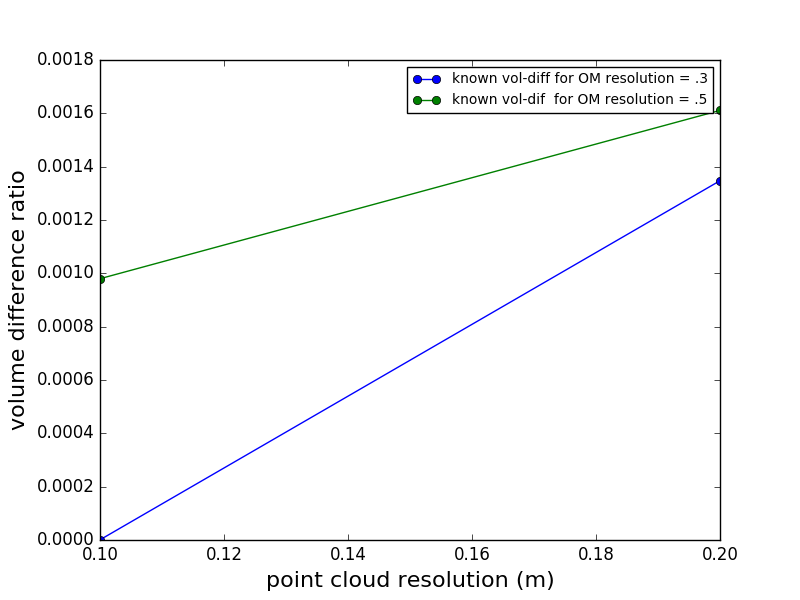 0.0018
0.0016
0.0014
0.0012
0.0010
0.0008
0.0006
0.0004
0.0002
0.0000
volume difference ratio
known vol-diff for OM resolution = .3
known vol-dif  for OM resolution = .5
0.10 0.12 0.14 0.16 0.18 0.20
point cloud resolution (m)